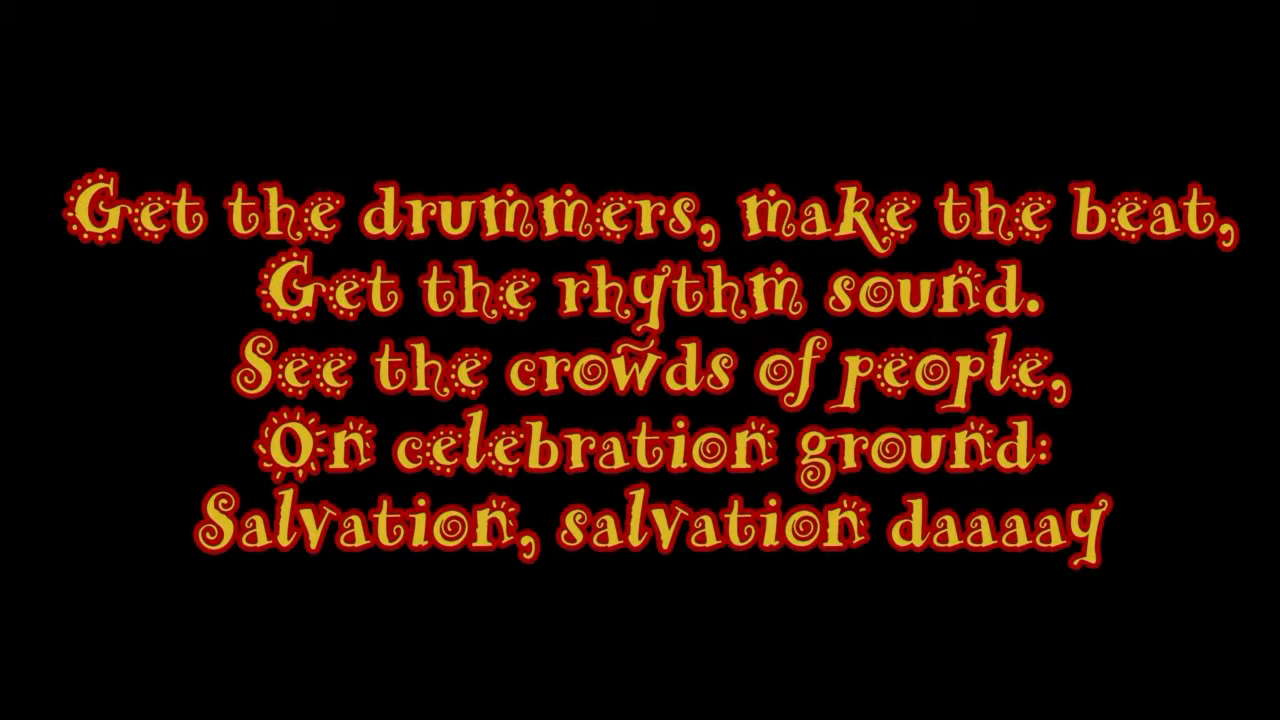 Get the drummers, make the beat,
Get the rhythm sound.
See the crowds of people,
On celebration ground:
Salvation, salvation daaaay